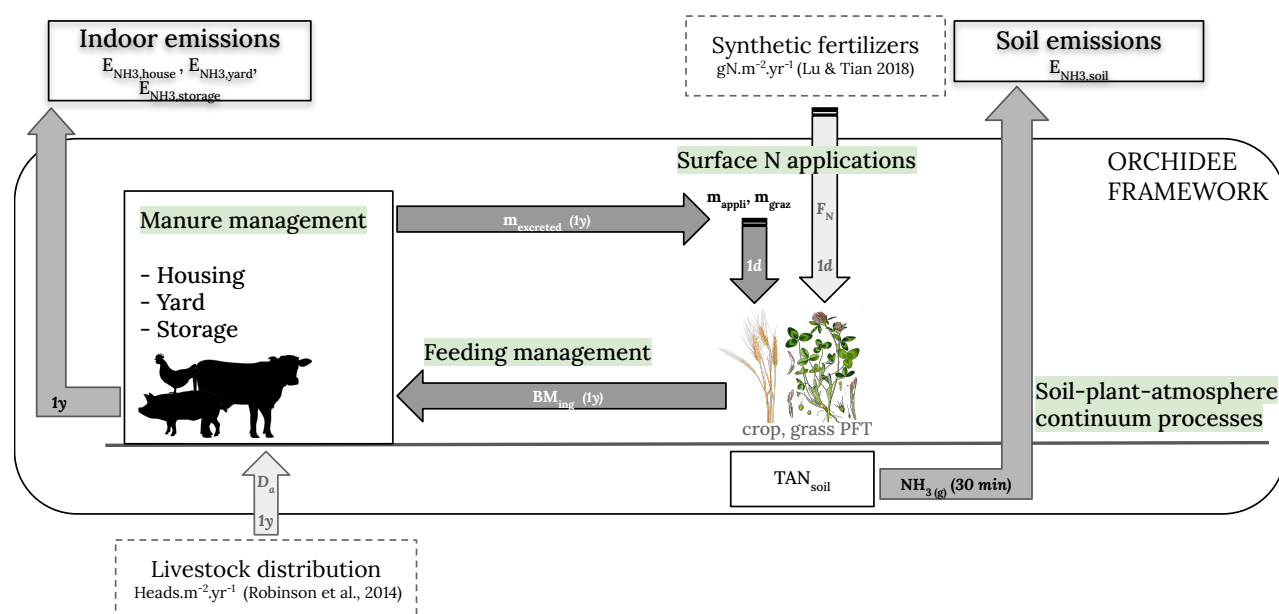 Indoor emissions
E_NH3,house , E_NH3,yard,
E_NH3,storage
Synthetic fertilizers
gN.m⁻².yr⁻¹ (Lu & Tian 2018)
Soil emissions
E_NH3,soil
ORCHIDEE
FRAMEWORK
Surface N applications
Manure management
- Housing
- Yard
- Storage
m_excreted (1y)
m_appli, m_graz
F_N
1d
1d
Feeding management
BM_ing (1y)
1y
crop, grass PFT
Soil-plant-atmosphere
continuum processes
TAN_soil
NH_3 (g) (30 min)
D_a
1y
Livestock distribution
Heads.m⁻².yr⁻¹ (Robinson et al., 2014)